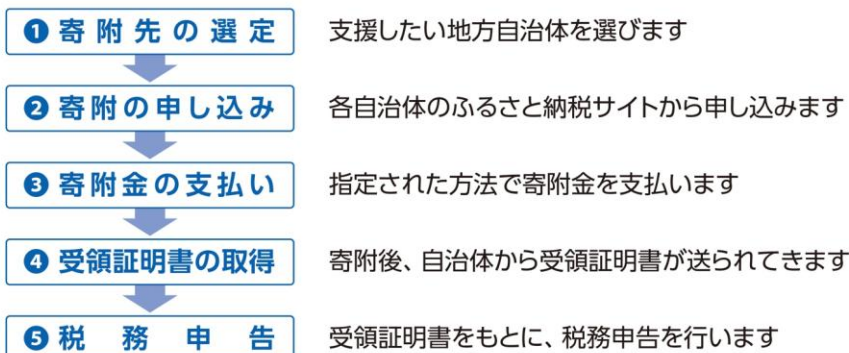 ❶寄附先の選定 支援したい地方自治体を選びます
❷寄附の申し込み 各自治体のふるさと納税サイトから申し込みます
❸寄附金の支払い 指定された方法で寄附金を支払います
❹受領証明書の取得 寄附後、自治体から受領証明書が送られてきます
❺税務申告 受領証明書をもとに、税務申告を行います